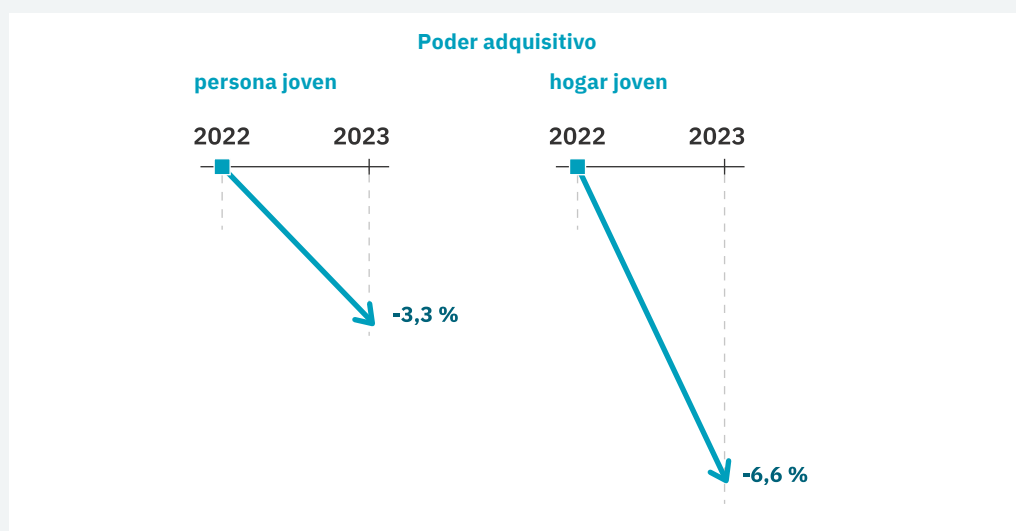 Poder adquisitivo
persona joven
hogar joven
2022
2023
2022
2023
-3,3 %
-6,6 %